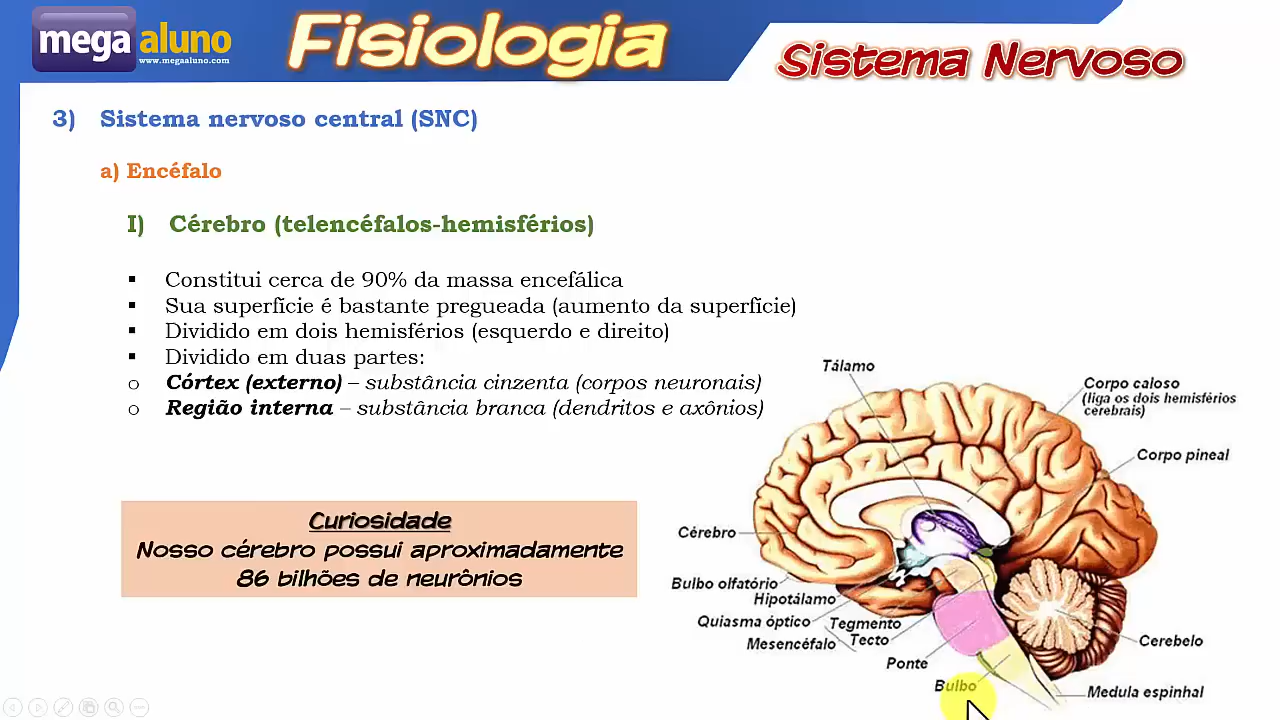 mega aluno
www.megaaluno.com
Fisiologia
Sistema Nervoso
3) Sistema nervoso central (SNC)
a) Encéfalo
I) Cérebro (telencéfalos-hemisférios)
▪ Constitui cerca de 90% da massa encefálica
▪ Sua superfície é bastante pregueada (aumento da superfície)
▪ Dividido em dois hemisférios (esquerdo e direito)
▪ Dividido em duas partes:
o Córtex (externo) – substância cinzenta (corpos neuronais)
o Região interna – substância branca (dendritos e axônios)
Curiosidade
Nosso cérebro possui aproximadamente
86 bilhões de neurônios
Tálamo
Corpo caloso
(liga os dois hemisférios
cerebrais)
Corpo pineal
Cérebro
Bulbo olfatório
Hipotálamo
Quiasma óptico
Tegmento
Mesencéfalo
Tecto
Ponte
Bulbo
Cerebelo
Medula espinhal